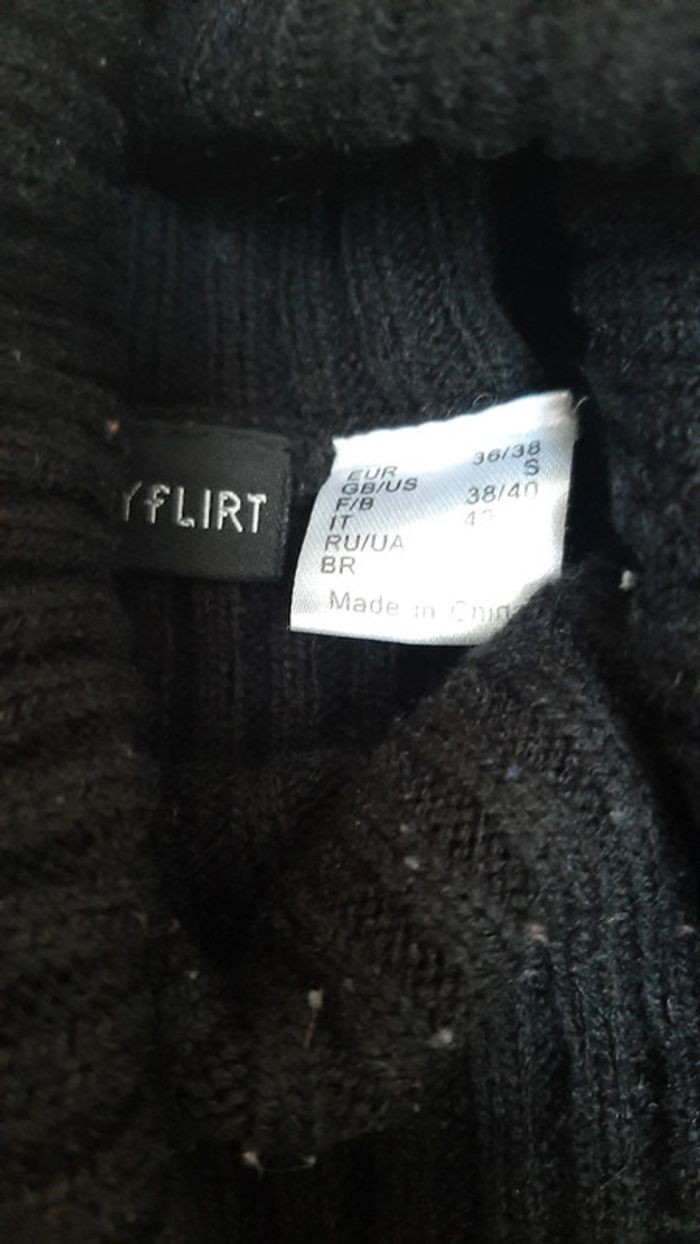 YFLIRT
EUR 36/38
GB/US S
F/B 38/40
IT
RU/UA
BR
Made in China